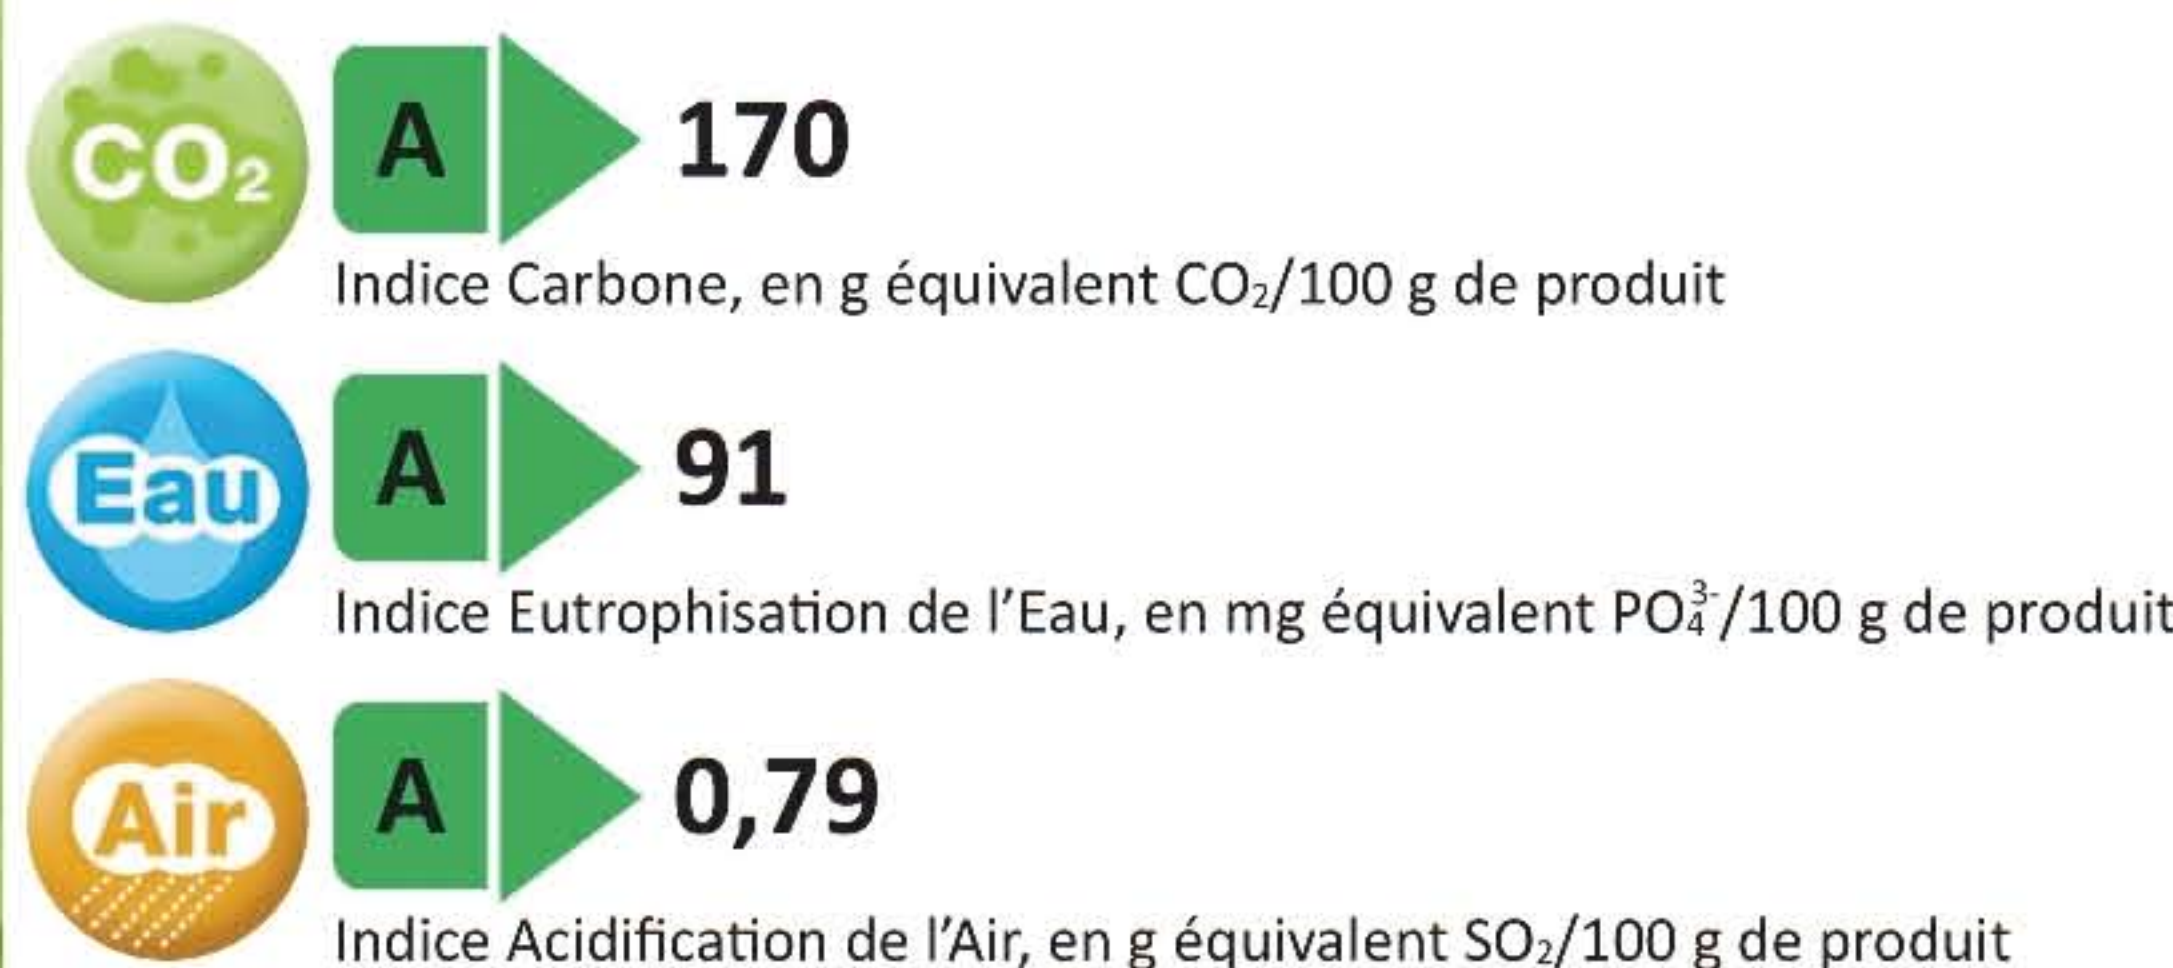 CO₂
A 170
Indice Carbone, en g équivalent CO₂/100 g de produit
Eau
A 91
Indice Eutrophisation de l'Eau, en mg équivalent PO₄³⁻/100 g de produit
Air
A 0,79
Indice Acidification de l'Air, en g équivalent SO₂/100 g de produit